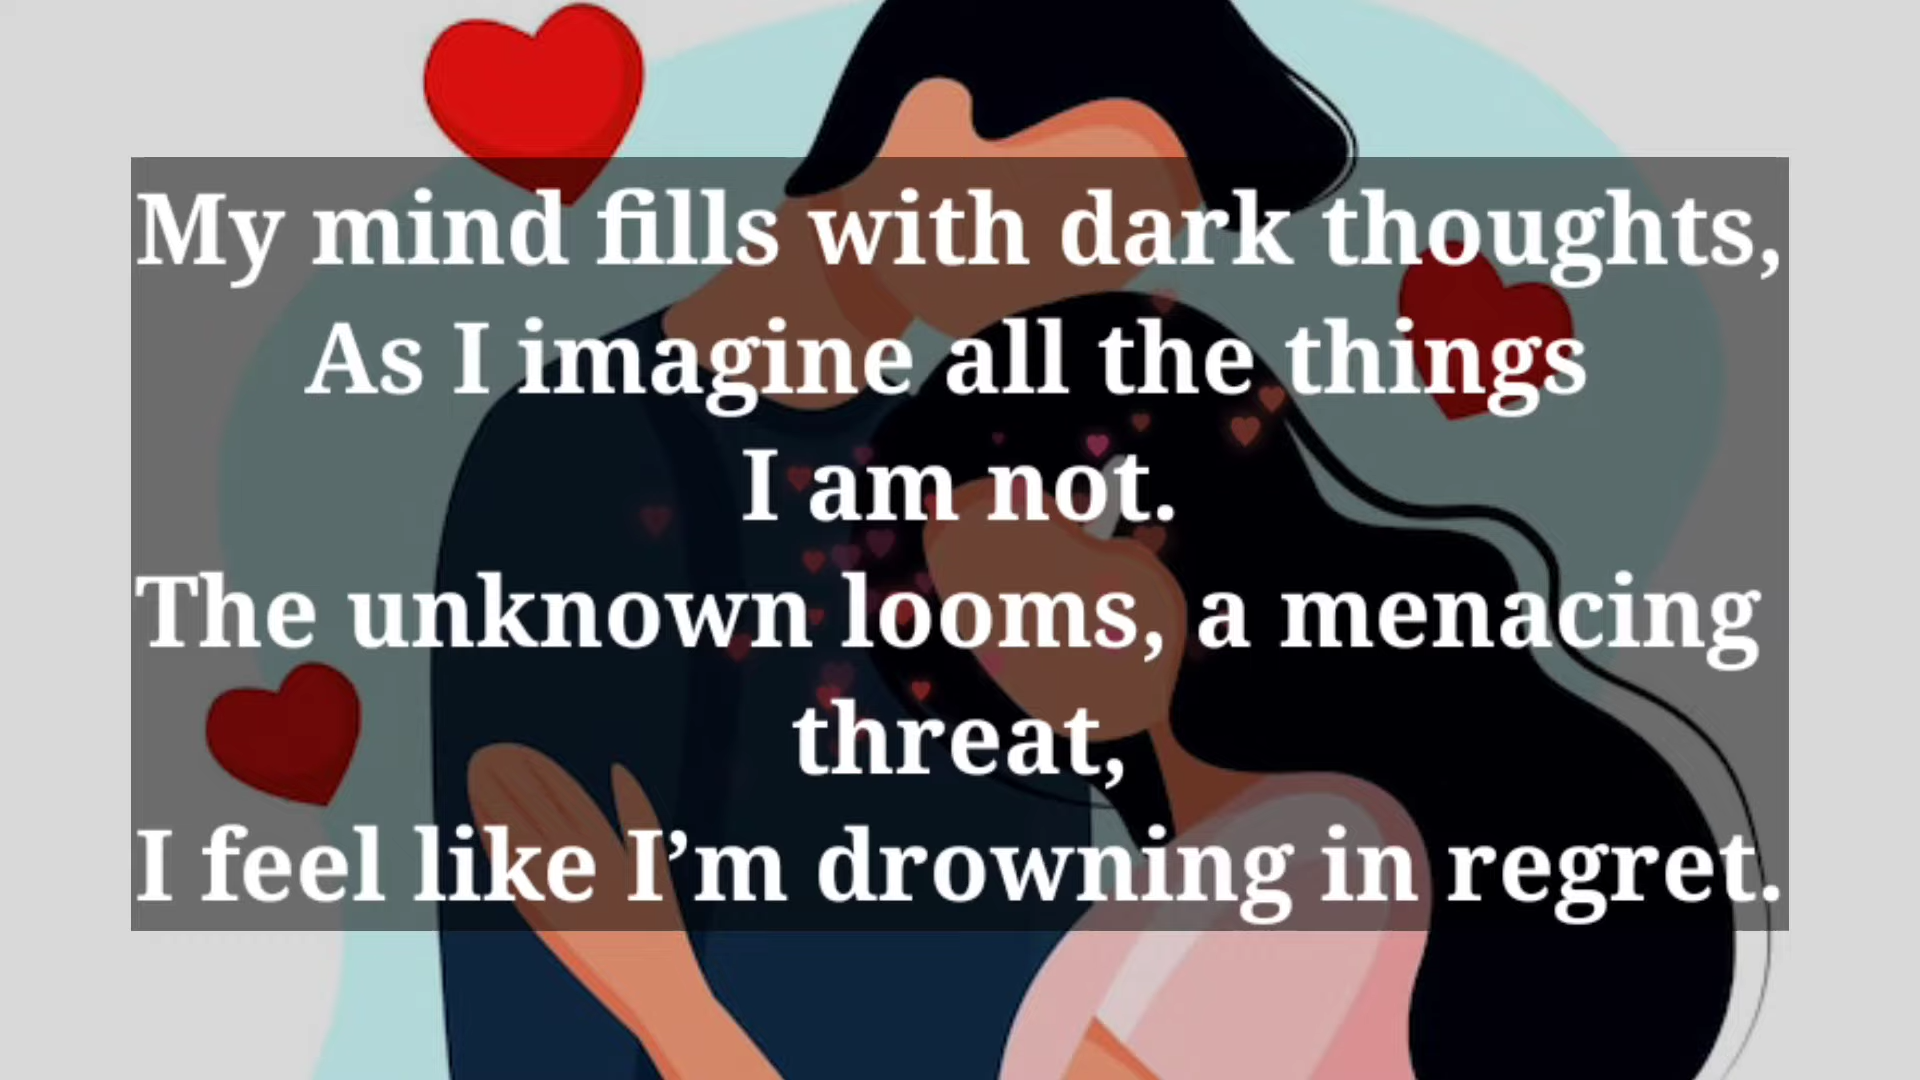 My mind fills with dark thoughts,
As I imagine all the things
I am not.
The unknown looms, a menacing
threat,
I feel like I’m drowning in regret.